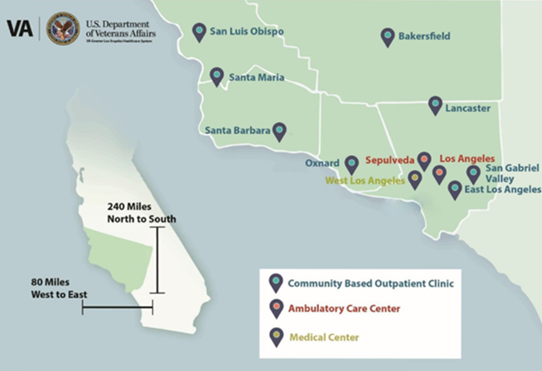 VA
U.S. Department
of Veterans Affairs
San Luis Obispo
Bakersfield
Santa Maria
Lancaster
Santa Barbara
Oxnard
Sepulveda
Los Angeles
West Los Angeles
San Gabriel
Valley
East Los Angeles
240 Miles
North to South
80 Miles
West to East
Community Based Outpatient Clinic
Ambulatory Care Center
Medical Center